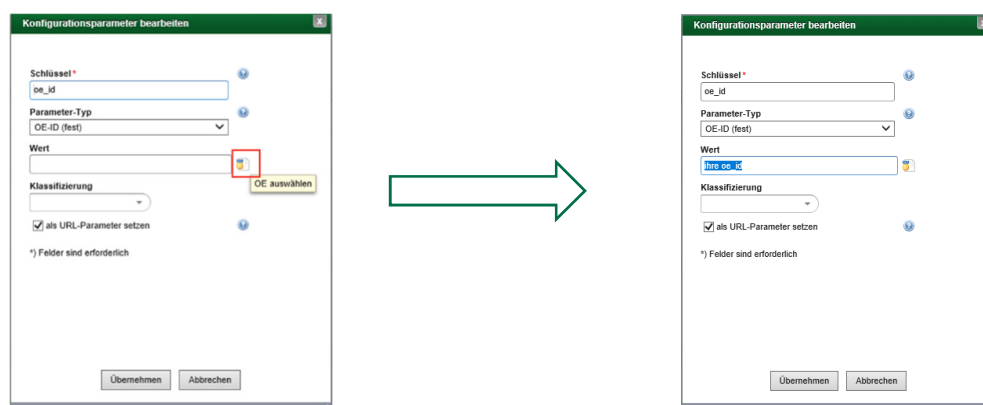 Konfigurationsparameter bearbeiten
x
Schlüssel*
oe_id
Parameter-Typ
OE-ID (fest)
Wert
OE auswählen
Klassifizierung
als URL-Parameter setzen
*) Felder sind erforderlich
Übernehmen Abbrechen
Konfigurationsparameter bearbeiten
x
Schlüssel*
oe_id
Parameter-Typ
OE-ID (fest)
Wert
Ihre oe_id
Klassifizierung
als URL-Parameter setzen
*) Felder sind erforderlich
Übernehmen Abbrechen